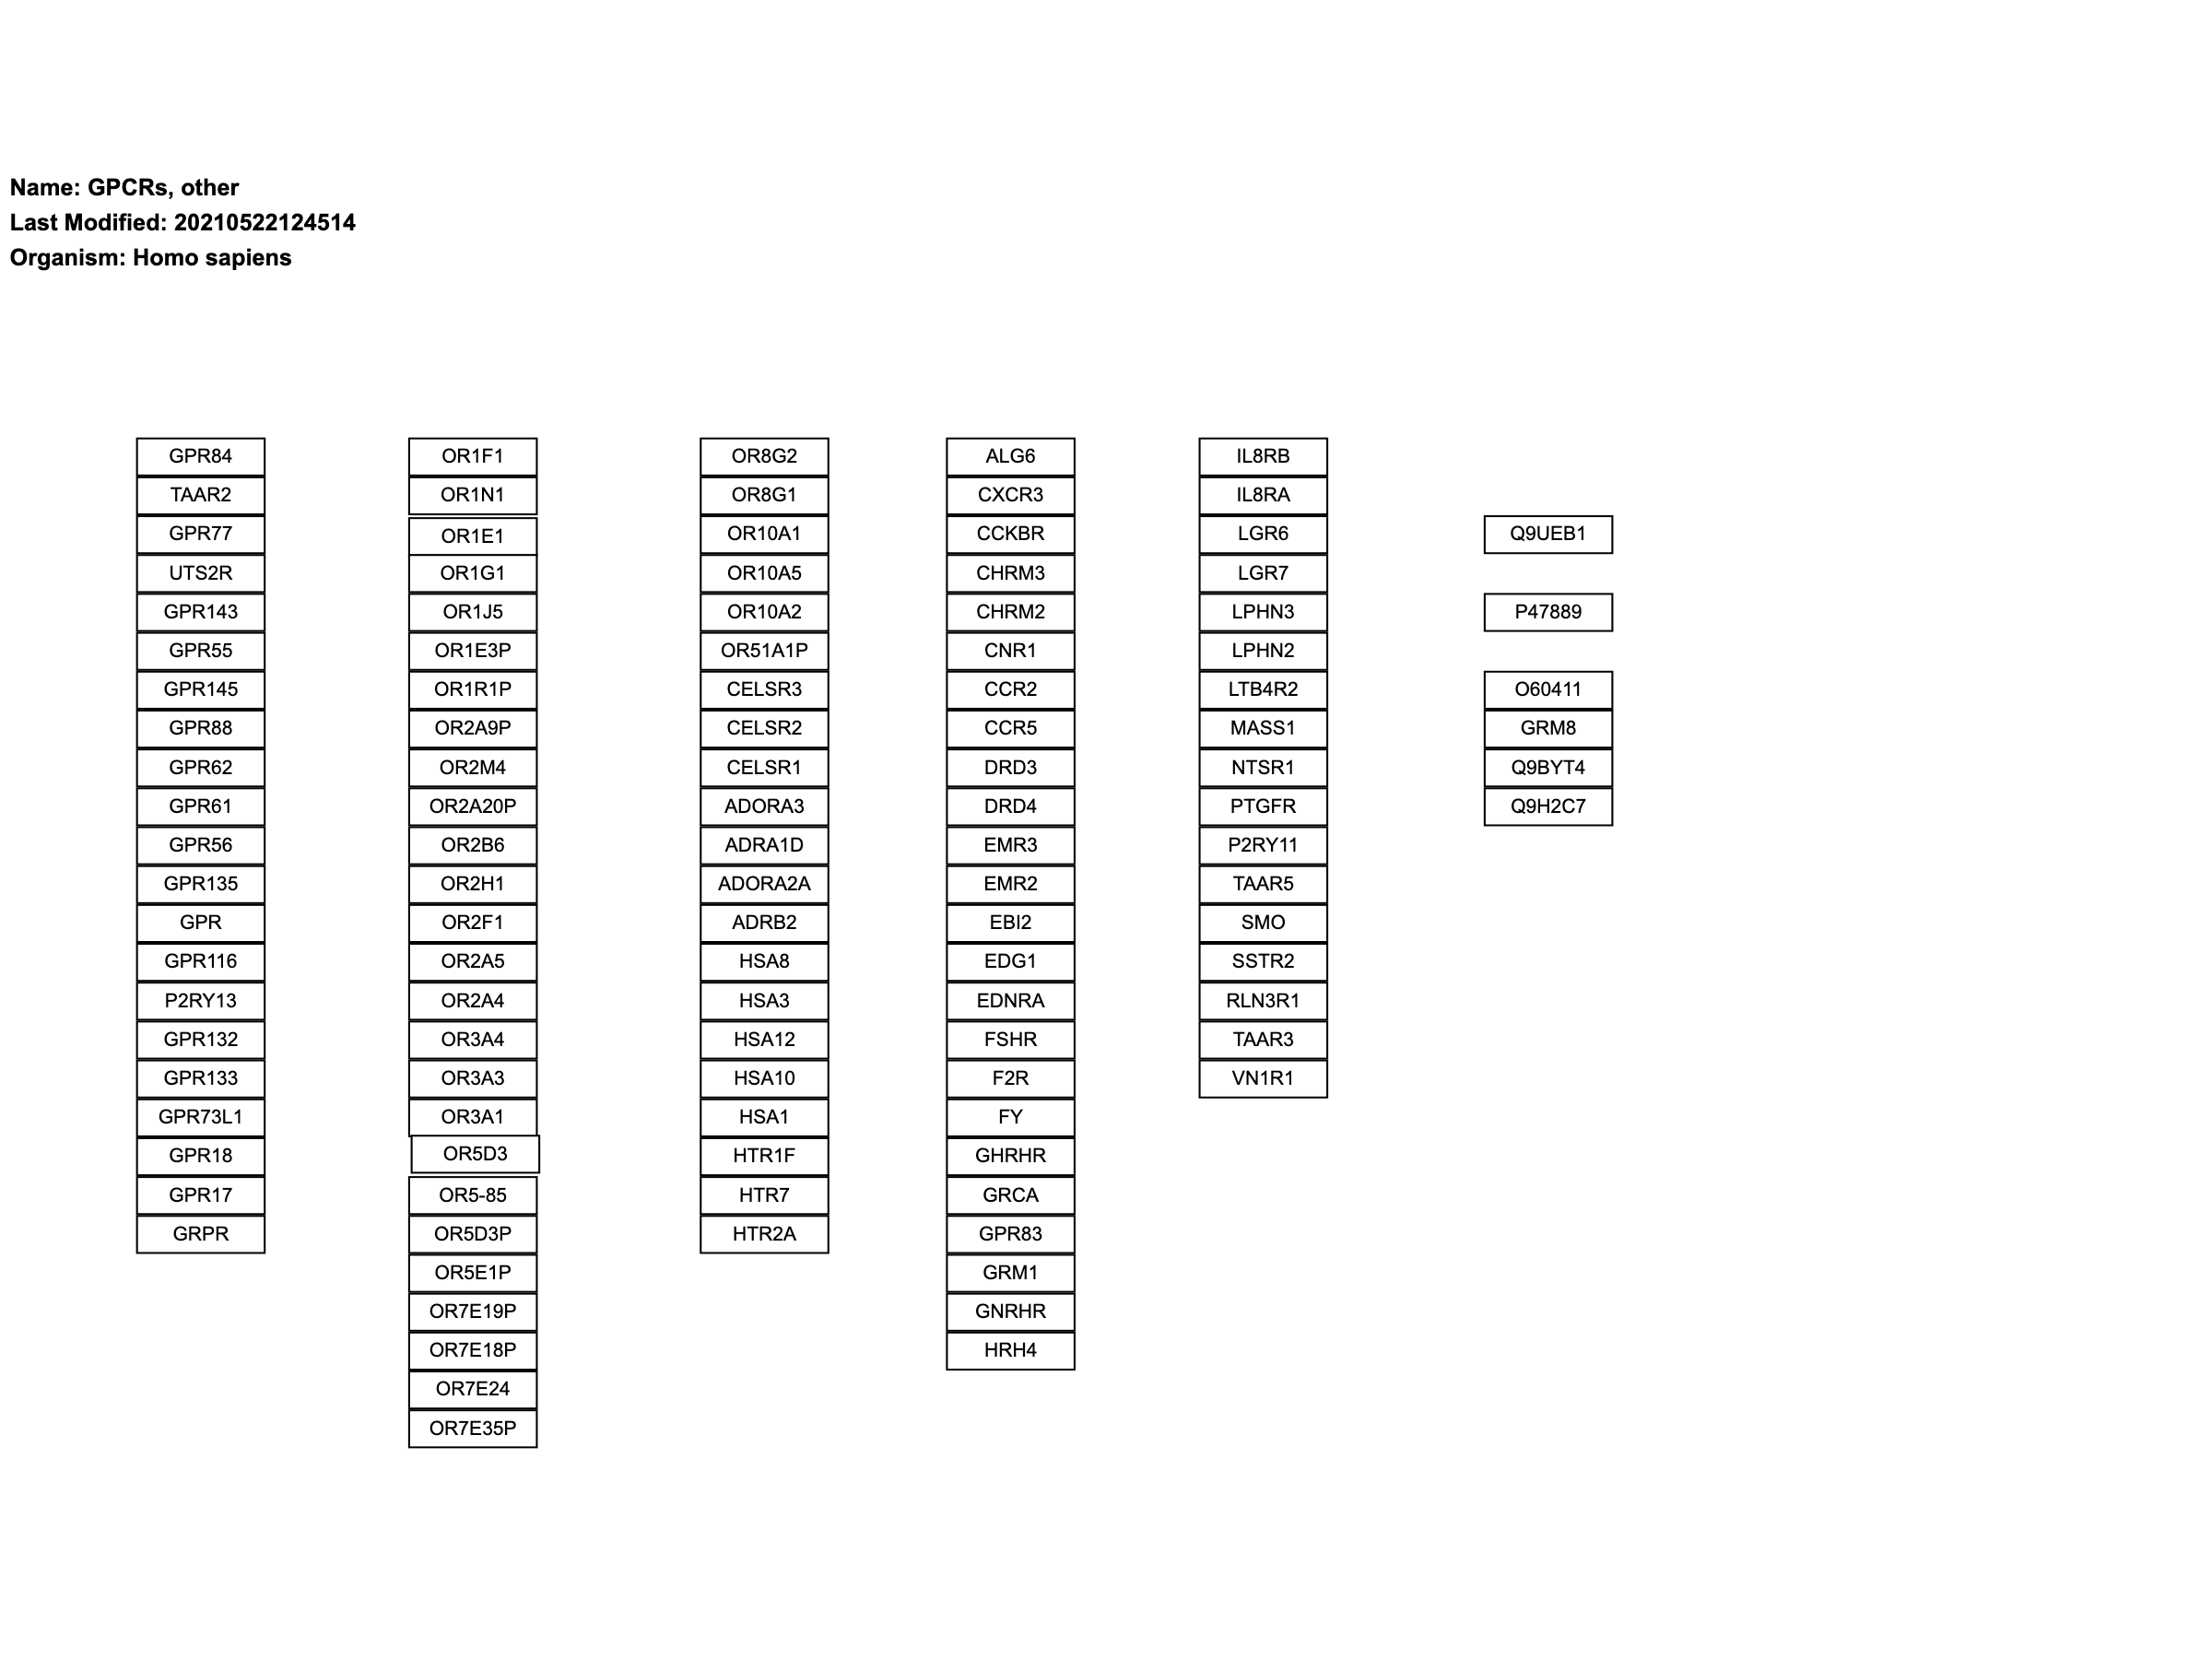 Name: GPCRs, other
Last Modified: 20210522124514
Organism: Homo sapiens
GPR84
TAAR2
GPR77
UTS2R
GPR143
GPR55
GPR145
GPR88
GPR62
GPR61
GPR56
GPR135
GPR
GPR116
P2RY13
GPR132
GPR133
GPR73L1
GPR18
GPR17
GRPR
OR1F1
OR1N1
OR1E1
OR1G1
OR1J5
OR1E3P
OR1R1P
OR2A9P
OR2M4
OR2A20P
OR2B6
OR2H1
OR2F1
OR2A5
OR2A4
OR3A4
OR3A3
OR3A1
OR5D3
OR5-85
OR5D3P
OR5E1P
OR7E19P
OR7E18P
OR7E24
OR7E35P
OR8G2
OR8G1
OR10A1
OR10A5
OR10A2
OR51A1P
CELSR3
CELSR2
CELSR1
ADORA3
ADRA1D
ADORA2A
ADRB2
HSA8
HSA3
HSA12
HSA10
HSA1
HTR1F
HTR7
HTR2A
ALG6
CXCR3
CCKBR
CHRM3
CHRM2
CNR1
CCR2
CCR5
DRD3
DRD4
EMR3
EMR2
EBI2
EDG1
EDNRA
FSHR
F2R
FY
GHRHR
GRCA
GPR83
GRM1
GNRHR
HRH4
IL8RB
IL8RA
LGR6
LGR7
LPHN3
LPHN2
LTB4R2
MASS1
NTSR1
PTGFR
P2RY11
TAAR5
SMO
SSTR2
RLN3R1
TAAR3
VN1R1
Q9UEB1
P47889
O60411
GRM8
Q9BYT4
Q9H2C7